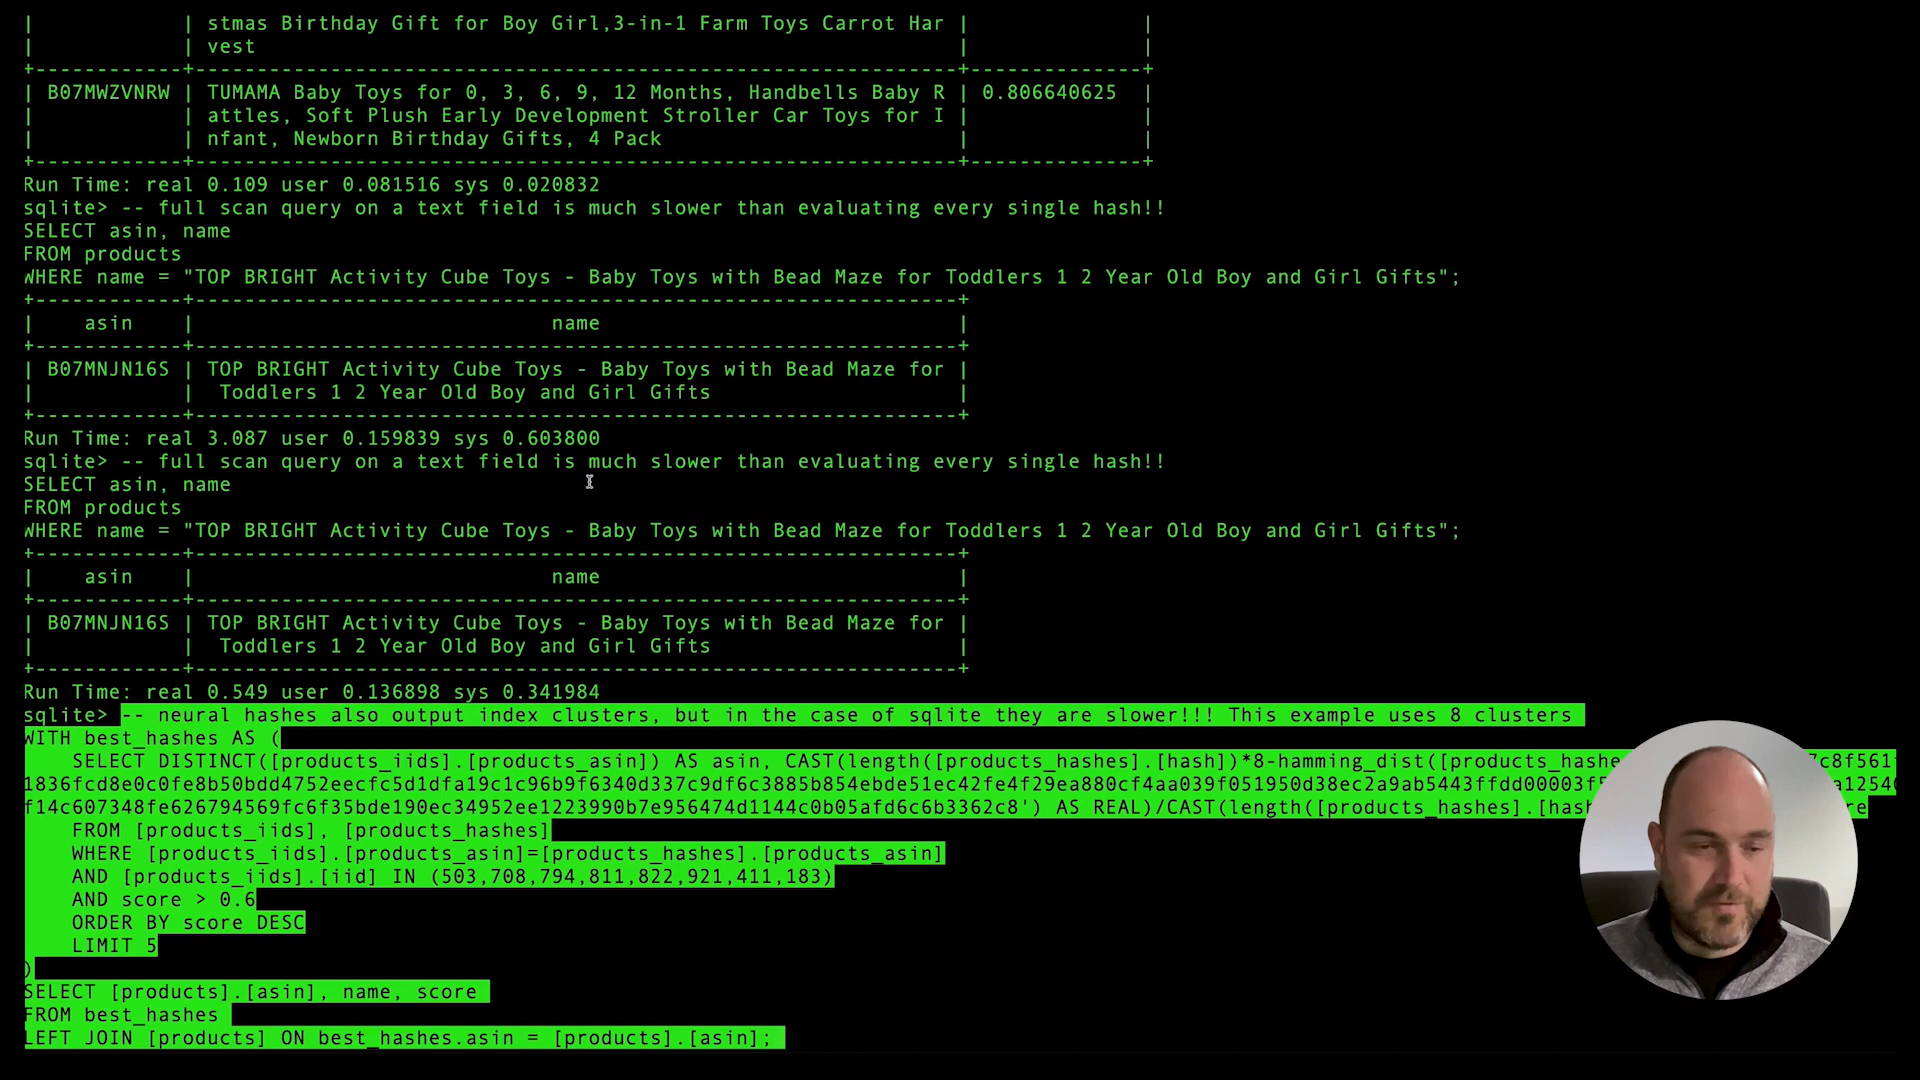 |            | stmas Birthday Gift for Boy Girl,3-in-1 Farm Toys Carrot Har |              |
|            | vest                                                         |              |
+------------+--------------------------------------------------------------+--------------+
| B07MWZVNRW | TUMAMA Baby Toys for 0, 3, 6, 9, 12 Months, Handbells Baby R | 0.806640625  |
|            | attles, Soft Plush Early Development Stroller Car Toys for I |              |
|            | nfant, Newborn Birthday Gifts, 4 Pack                        |              |
+------------+--------------------------------------------------------------+--------------+
Run Time: real 0.109 user 0.081516 sys 0.020832
sqlite> -- full scan query on a text field is much slower than evaluating every single hash!!
SELECT asin, name
FROM products
WHERE name = "TOP BRIGHT Activity Cube Toys - Baby Toys with Bead Maze for Toddlers 1 2 Year Old Boy and Girl Gifts";
+------------+--------------------------------------------------------------+
|    asin    |                             name                             |
+------------+--------------------------------------------------------------+
| B07MNJN16S | TOP BRIGHT Activity Cube Toys - Baby Toys with Bead Maze for |
|            |  Toddlers 1 2 Year Old Boy and Girl Gifts                    |
+------------+--------------------------------------------------------------+
Run Time: real 3.087 user 0.159839 sys 0.603800
sqlite> -- full scan query on a text field is much slower than evaluating every single hash!!
SELECT asin, name
FROM products
WHERE name = "TOP BRIGHT Activity Cube Toys - Baby Toys with Bead Maze for Toddlers 1 2 Year Old Boy and Girl Gifts";
+------------+--------------------------------------------------------------+
|    asin    |                             name                             |
+------------+--------------------------------------------------------------+
| B07MNJN16S | TOP BRIGHT Activity Cube Toys - Baby Toys with Bead Maze for |
|            |  Toddlers 1 2 Year Old Boy and Girl Gifts                    |
+------------+--------------------------------------------------------------+
Run Time: real 0.549 user 0.136898 sys 0.341984
sqlite> -- neural hashes also output index clusters, but in the case of sqlite they are slower!!! This example uses 8 clusters
WITH best_hashes AS (
    SELECT DISTINCT([products_iids].[products_asin]) AS asin, CAST(length([products_hashes].[hash])*8-hamming_dist([products_hashe
1836fcd8e0c0fe8b50bdd4752eecfc5d1dfa19c1c96b9f6340d337c9df6c3885b854ebde51ec42fe4f29ea880cf4aa039f051950d38ec2a9ab5443ffdd00003f5
f14c607348fe626794569fc6f35bde190ec34952ee1223990b7e956474d1144c0b05afd6c6b3362c8') AS REAL)/CAST(length([products_hashes].[hash
    FROM [products_iids], [products_hashes]
    WHERE [products_iids].[products_asin]=[products_hashes].[products_asin]
    AND [products_iids].[iid] IN (503,708,794,811,822,921,411,183)
    AND score > 0.6
    ORDER BY score DESC
    LIMIT 5
)
SELECT [products].[asin], name, score
FROM best_hashes
LEFT JOIN [products] ON best_hashes.asin = [products].[asin];